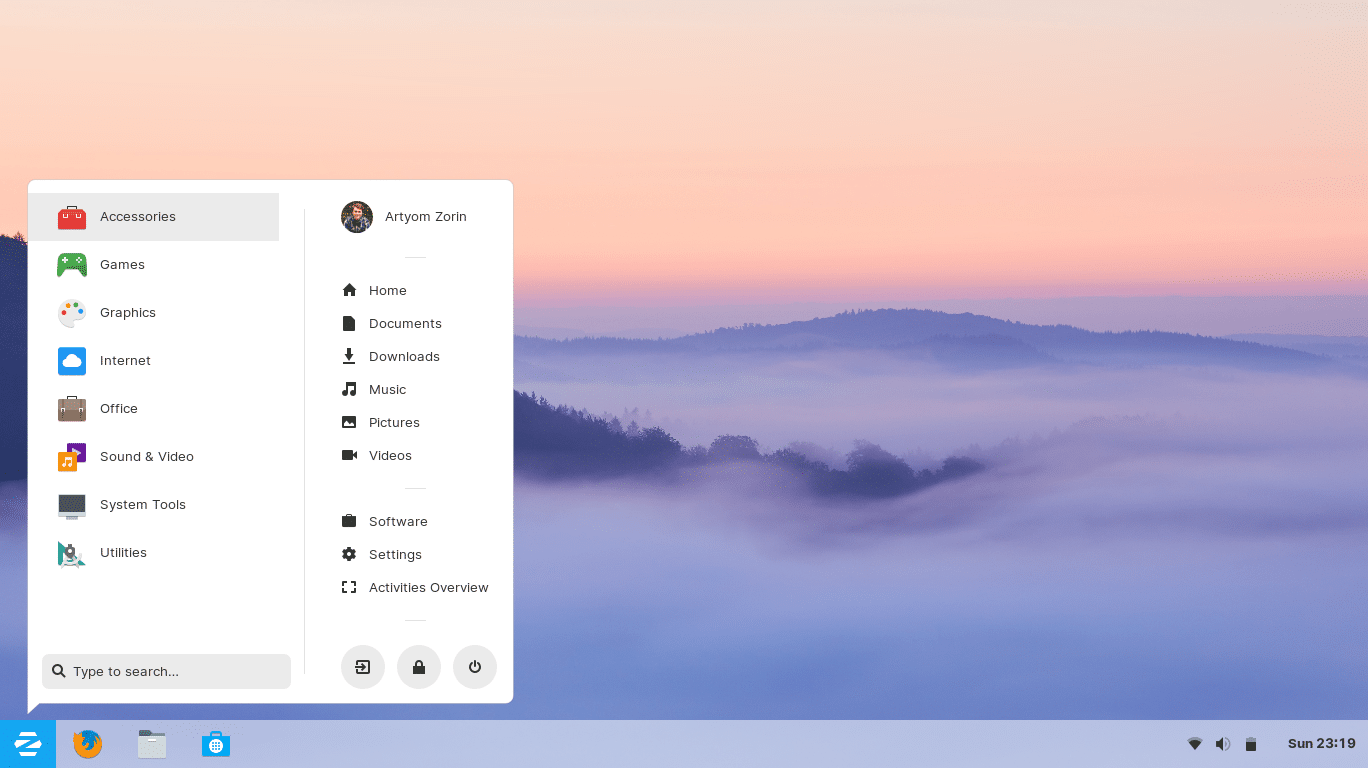 Accessories
Games
Graphics
Internet
Office
Sound & Video
System Tools
Utilities
Type to search...
Artyom Zorin
Home
Documents
Downloads
Music
Pictures
Videos
Software
Settings
Activities Overview
Sun 23:19